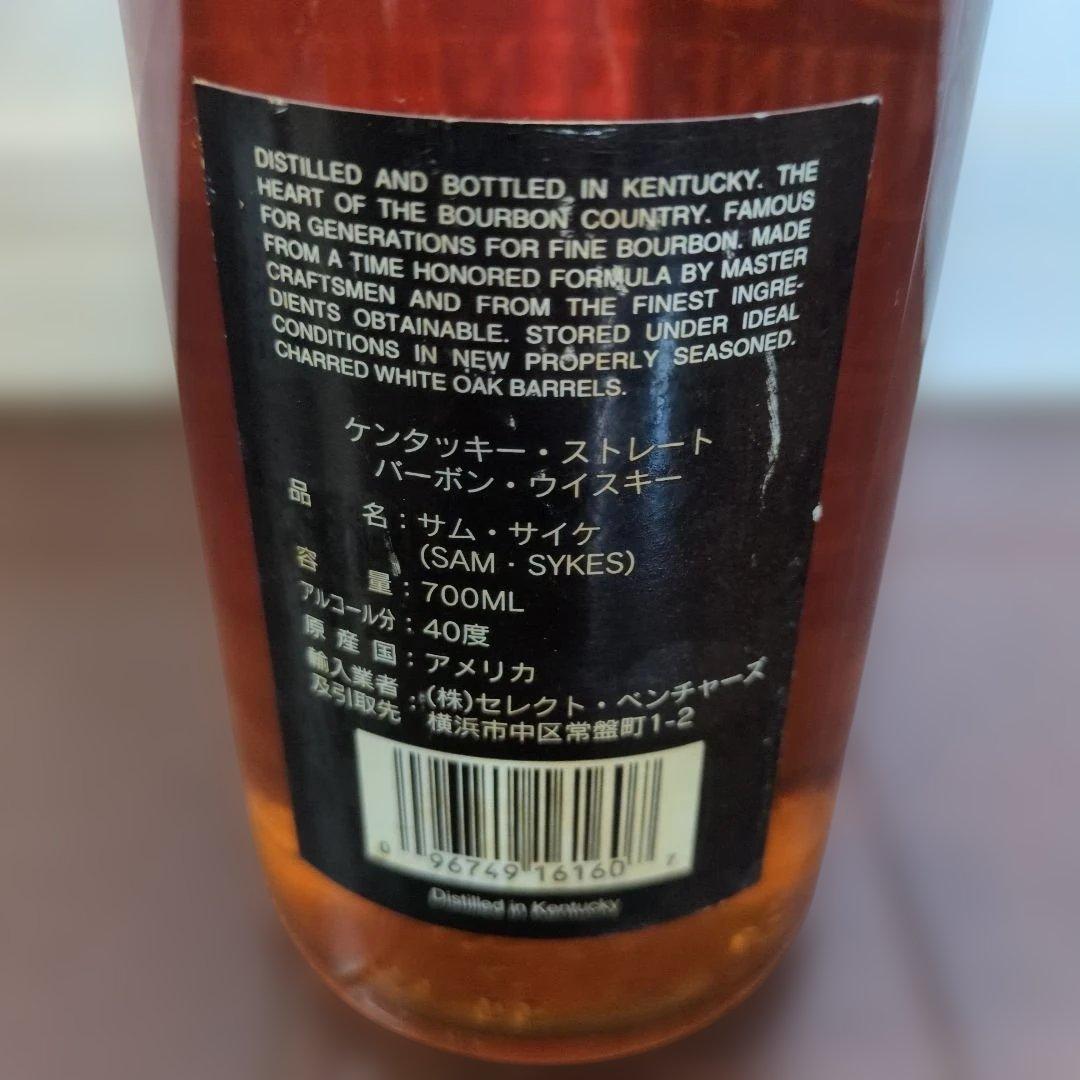 DISTILLED AND BOTTLED IN KENTUCKY. THE
HEART OF THE BOURBON COUNTRY. FAMOUS
FOR GENERATIONS FOR FINE BOURBON. MADE
FROM A TIME HONORED FORMULA BY MASTER
CRAFTSMEN AND FROM THE FINEST INGRE-
DIENTS OBTAINABLE. STORED UNDER IDEAL
CONDITIONS IN NEW PROPERLY SEASONED.
CHARRED WHITE OAK BARRELS.
ケンタッキー・ストレート
バーボン・ウイスキー
品名:サム・サイケ
(SAM・SYKES)
容量:700ML
アルコール分:40度
原産国:アメリカ
輸入業者:(株)セレクト・ベンチャーズ
及引取先 横浜市中区常盤町1-2
0 96749 16160 2
Distilled in Kentucky